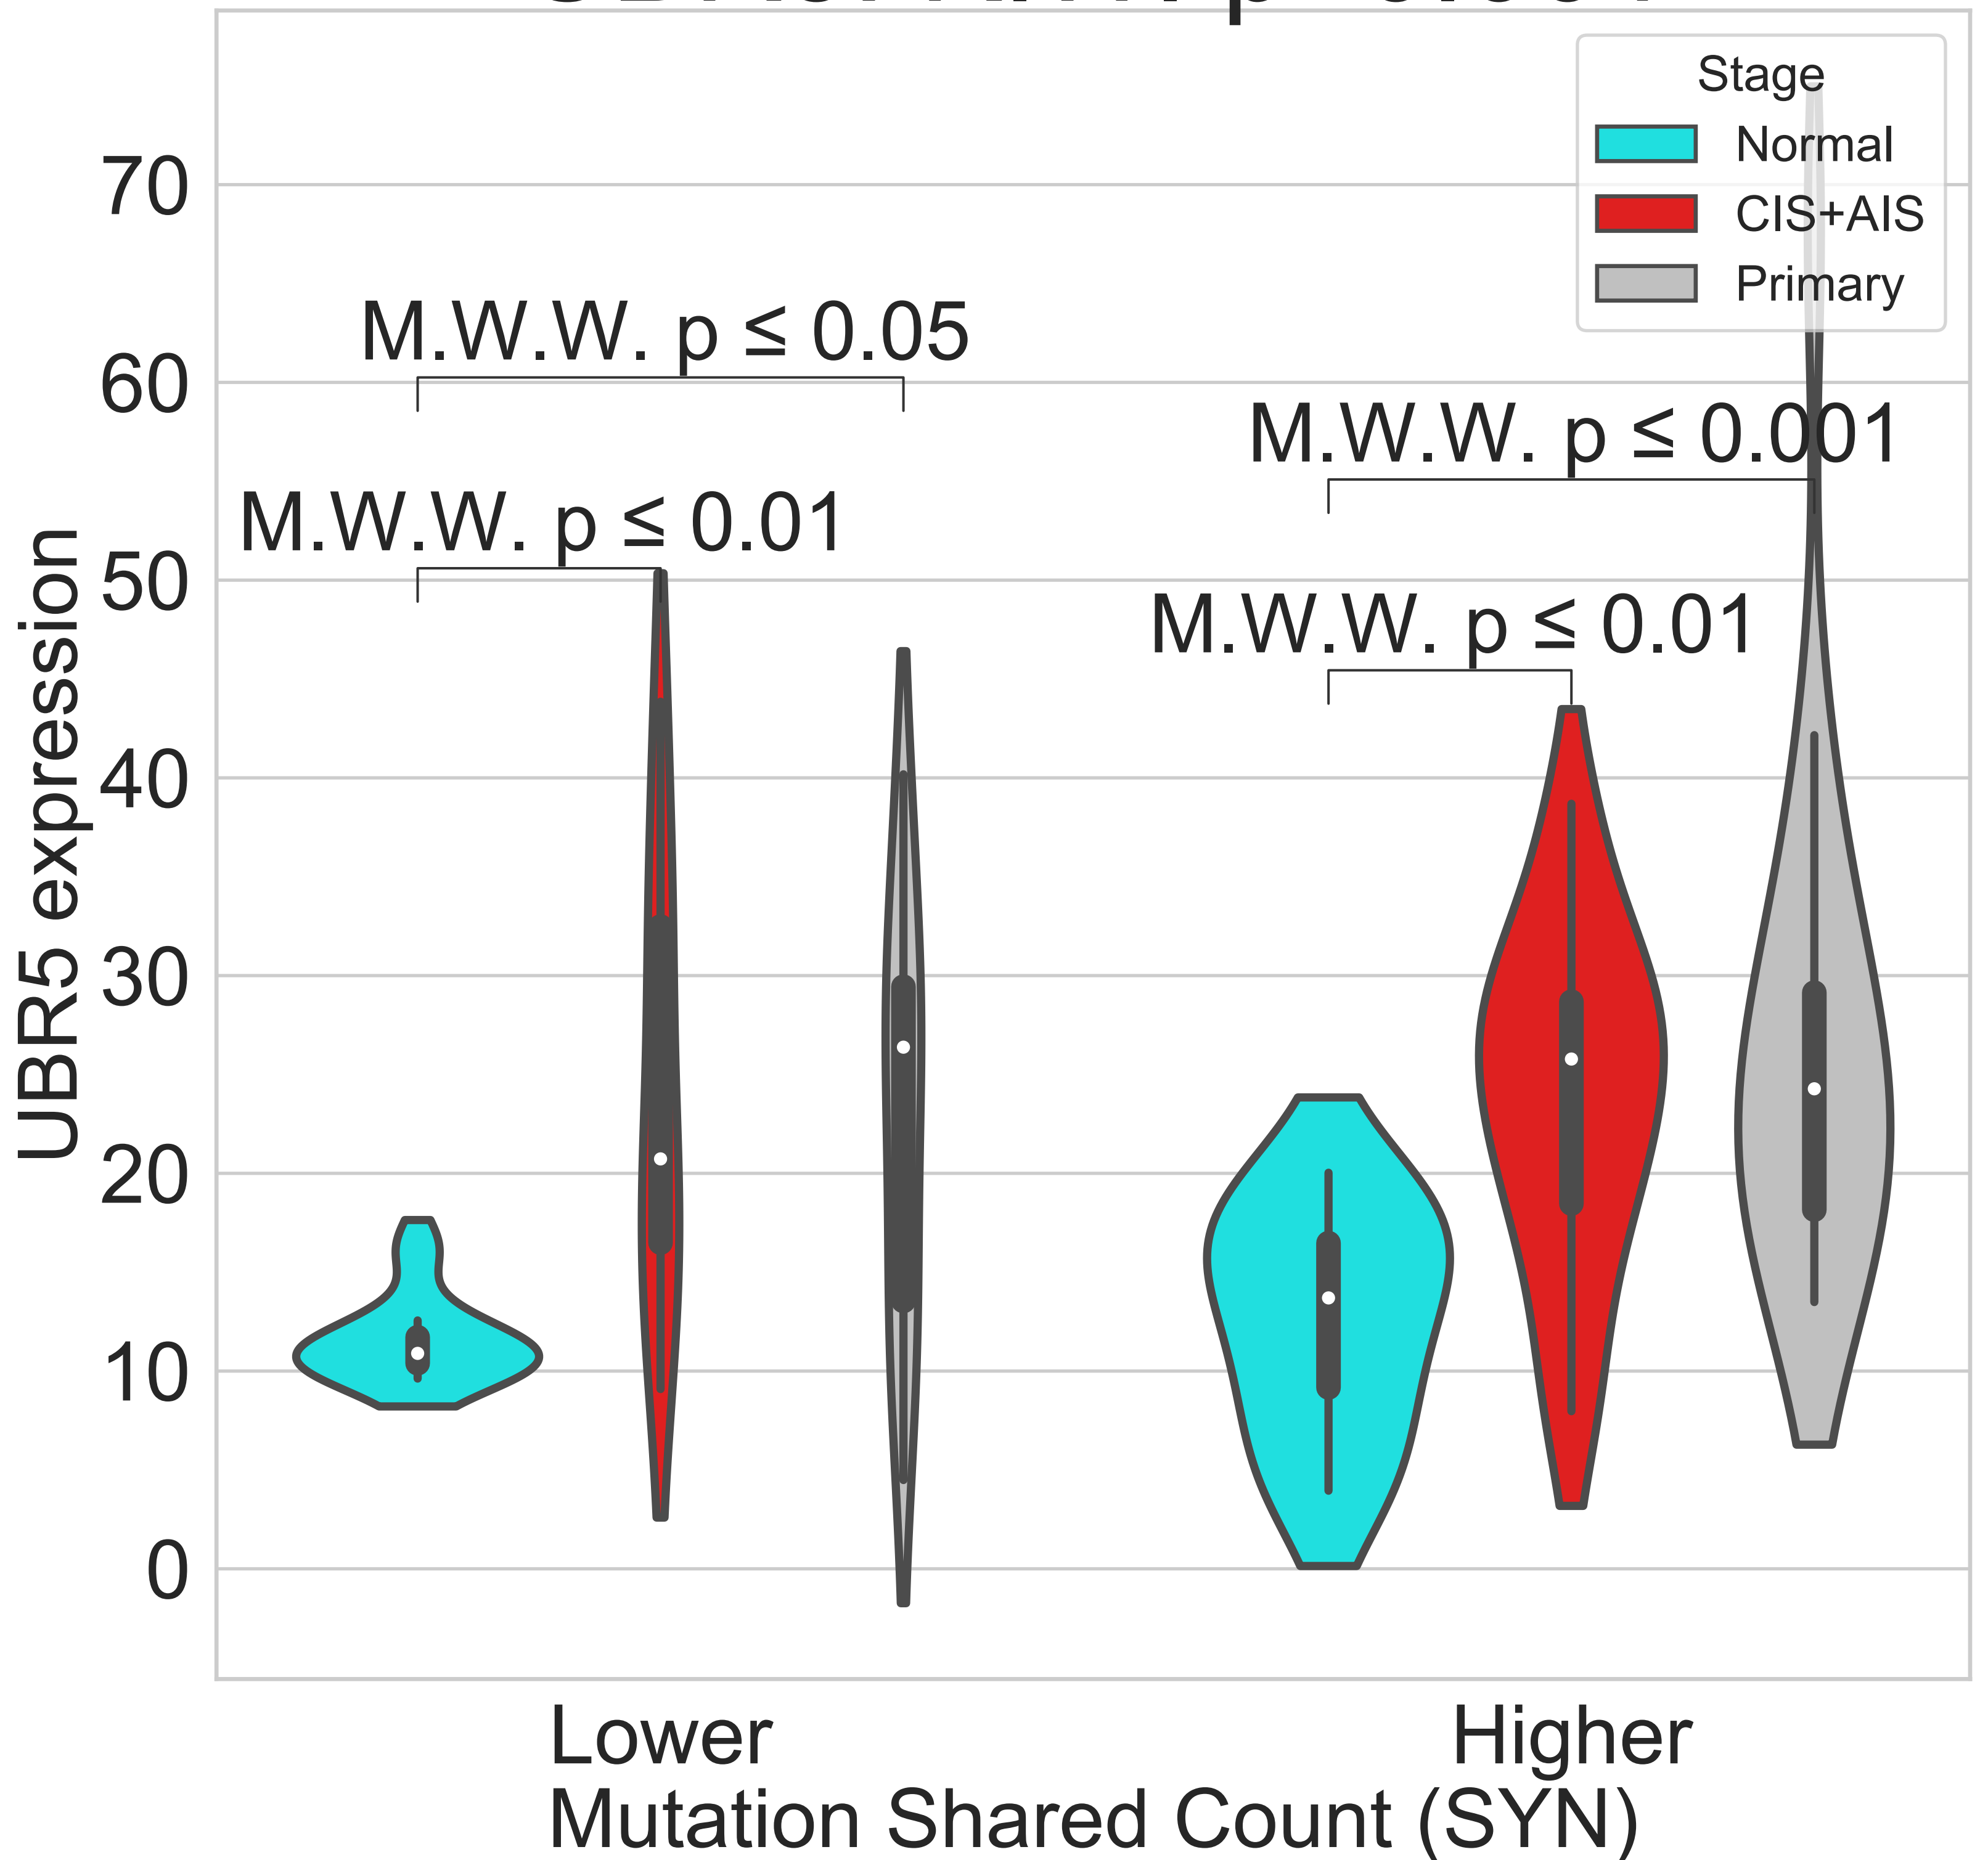 Stage
Normal
CIS+AIS
Primary
70
60
50
40
30
20
10
0
UBR5 expression
M.W.W. p ≤ 0.05
M.W.W. p ≤ 0.001
M.W.W. p ≤ 0.01
M.W.W. p ≤ 0.01
Lower
Higher
Mutation Shared Count (SYN)